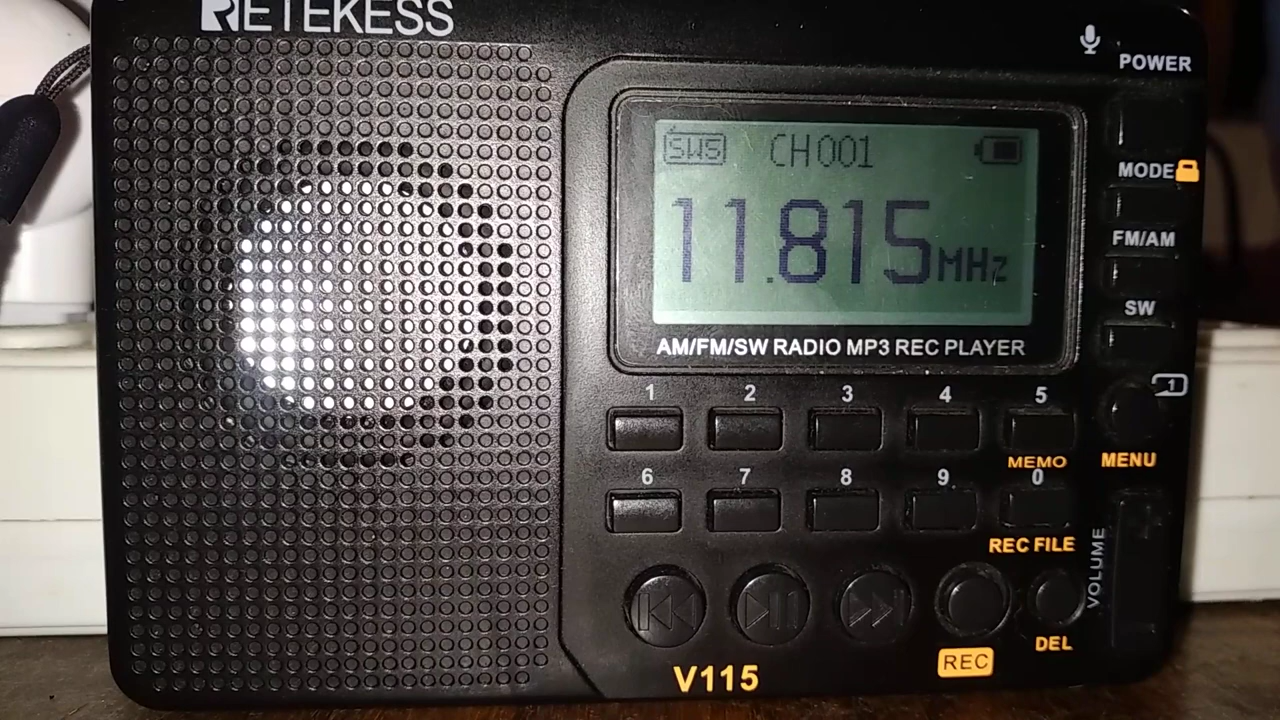 RETEKESS
POWER
SW5 CH001
11.815MHz
AM/FM/SW RADIO MP3 REC PLAYER
MODE
FM/AM
SW
1
1 2 3 4 5
MEMO MENU
6 7 8 9 0
REC FILE
VOLUME
DEL
REC
V115